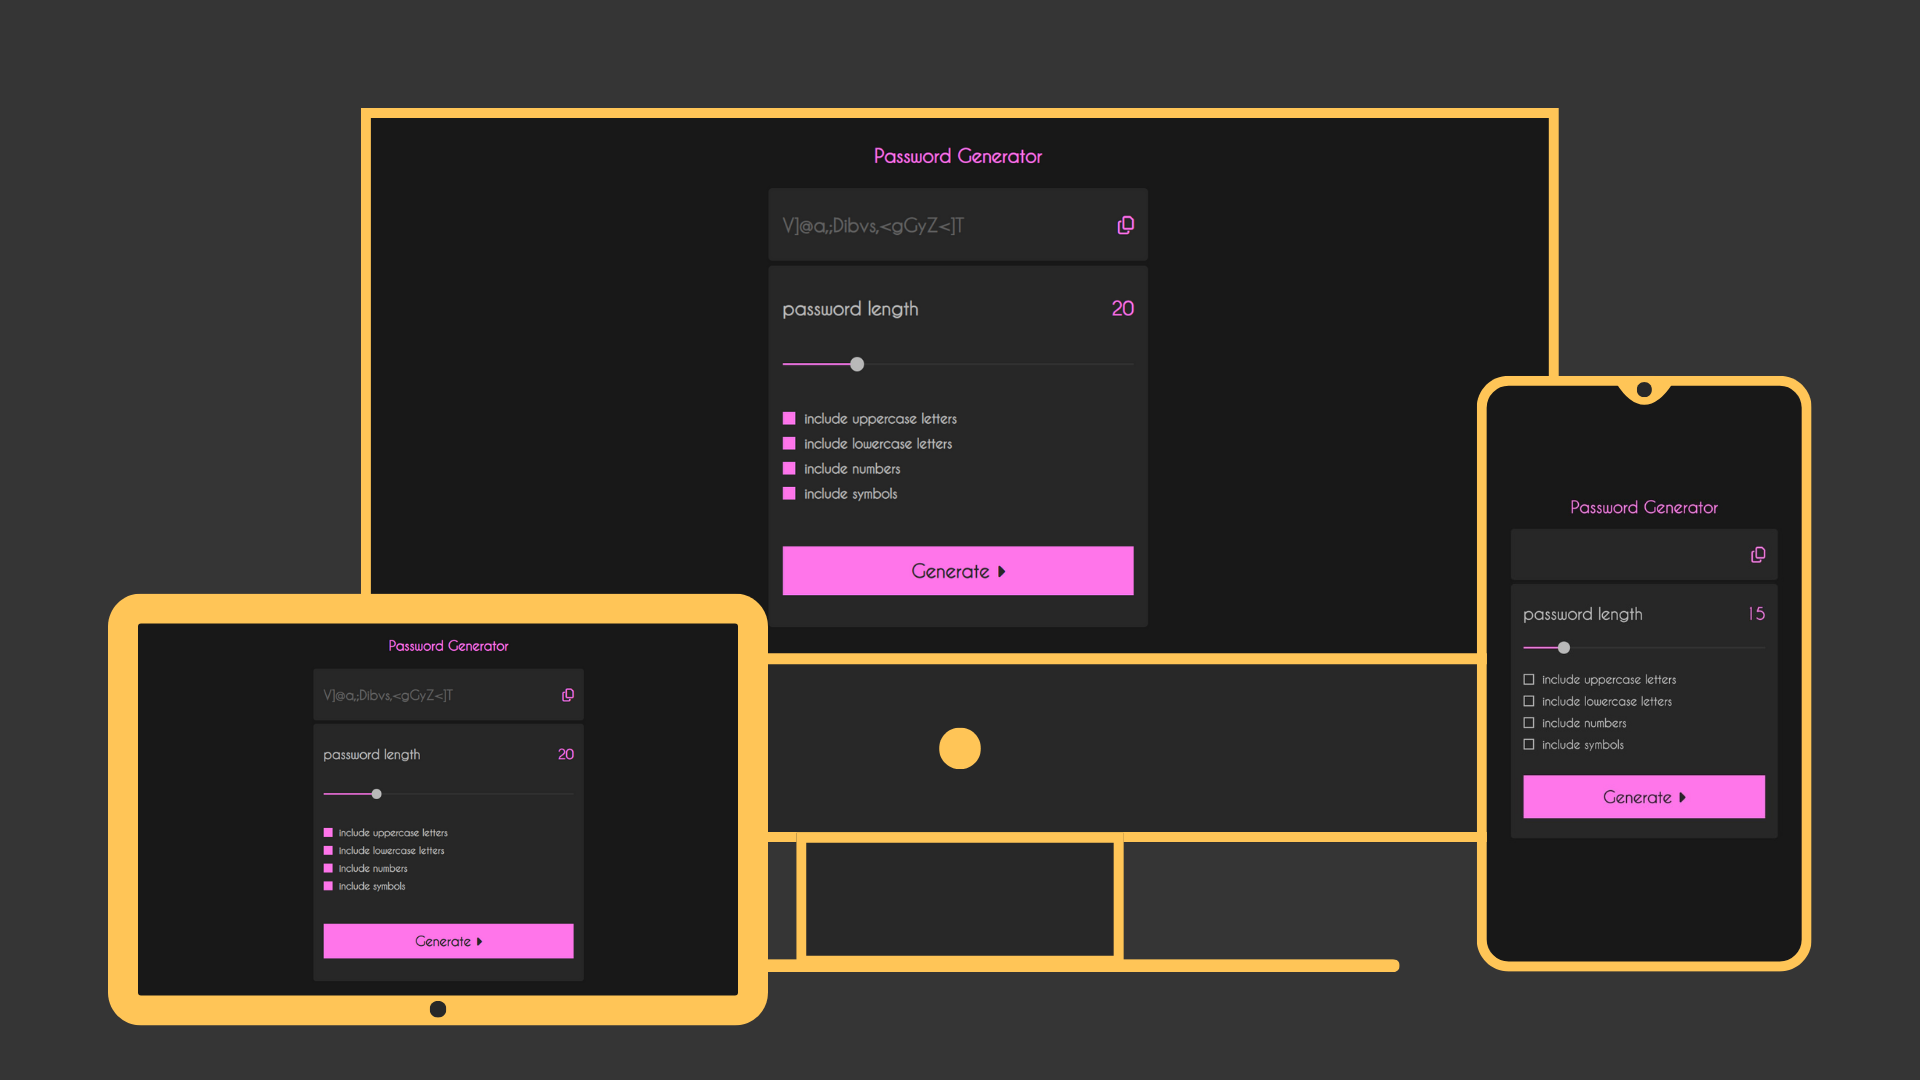 Password Generator
V]@a,;Dibvs,<gGyZ<]T
password length 20
include uppercase letters
include lowercase letters
include numbers
include symbols
Generate
Password Generator
V]@a,;Dibvs,<gGyZ<]T
password length 20
include uppercase letters
include lowercase letters
include numbers
include symbols
Generate
Password Generator
password length 15
include uppercase letters
include lowercase letters
include numbers
include symbols
Generate